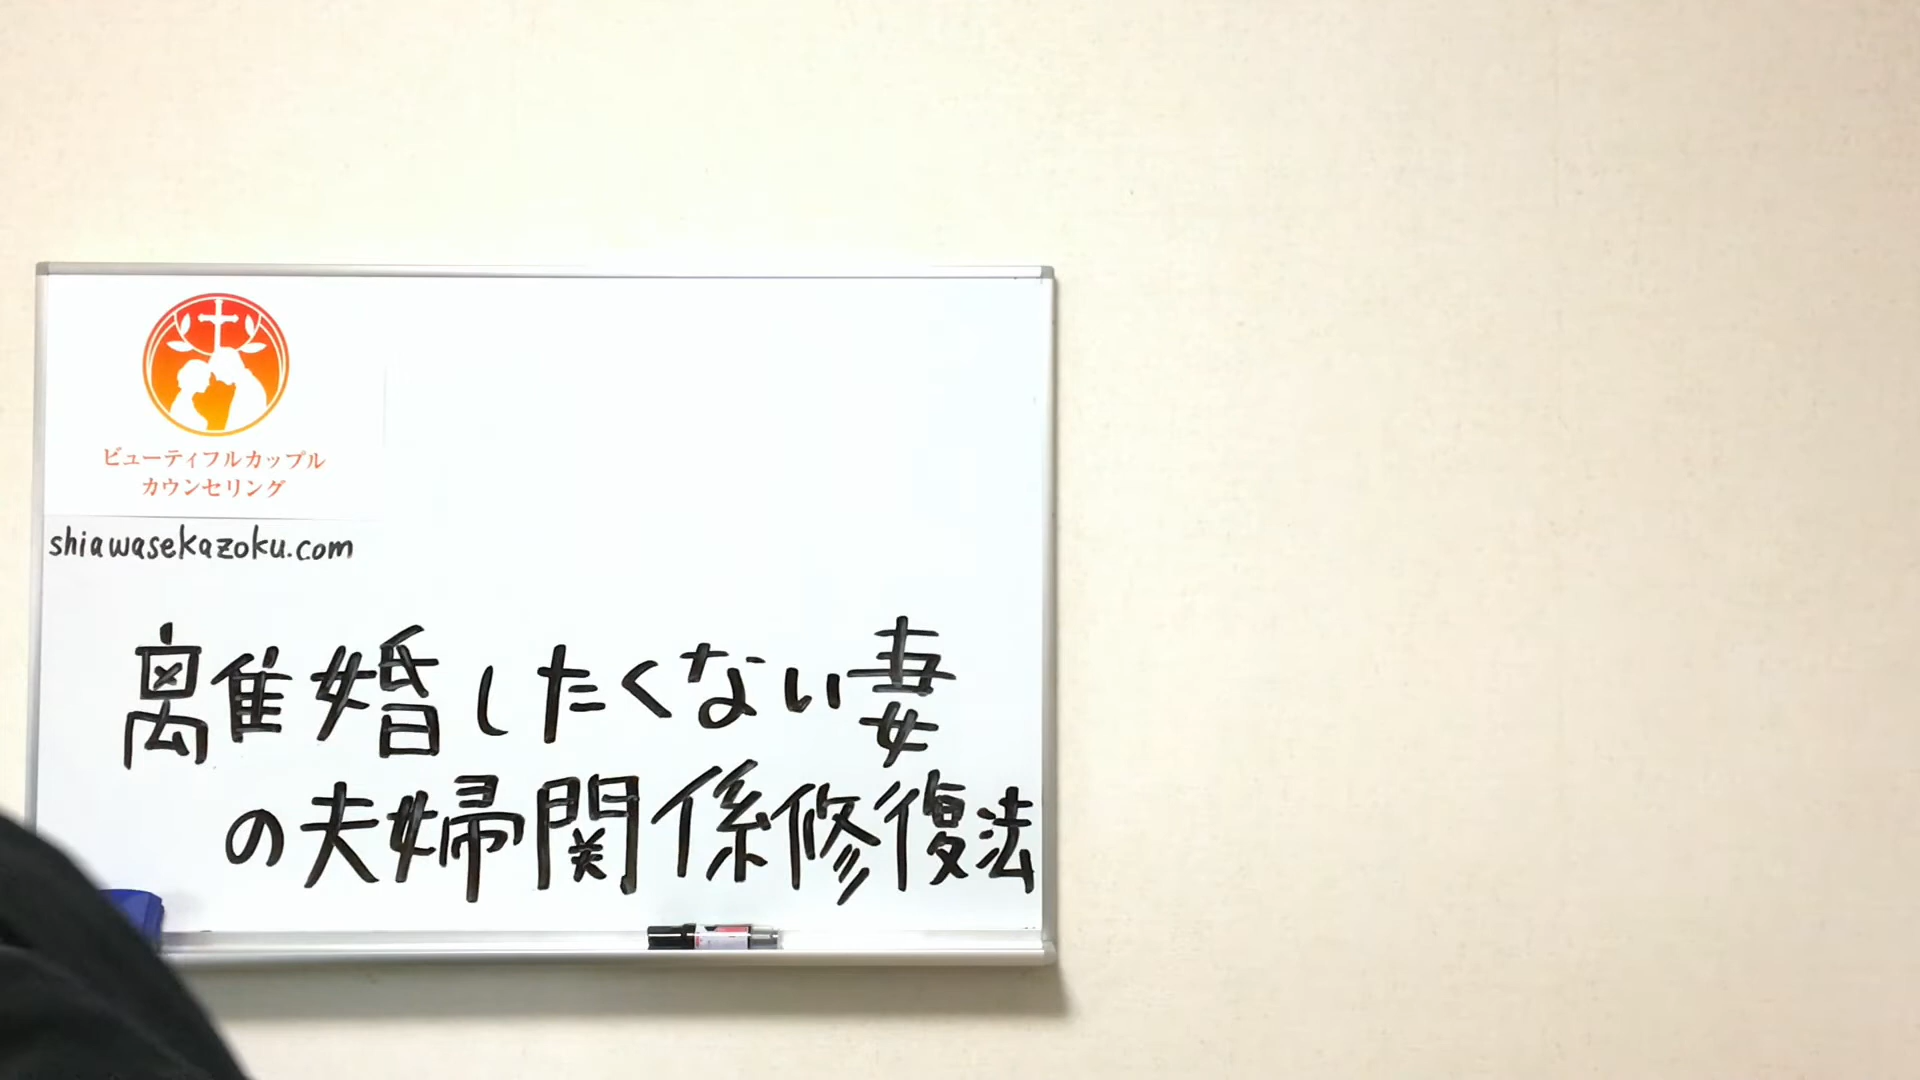 ビューティフルカップル
カウンセリング
shiawasekazoku.com
離婚したくない妻
の夫婦関係修復法